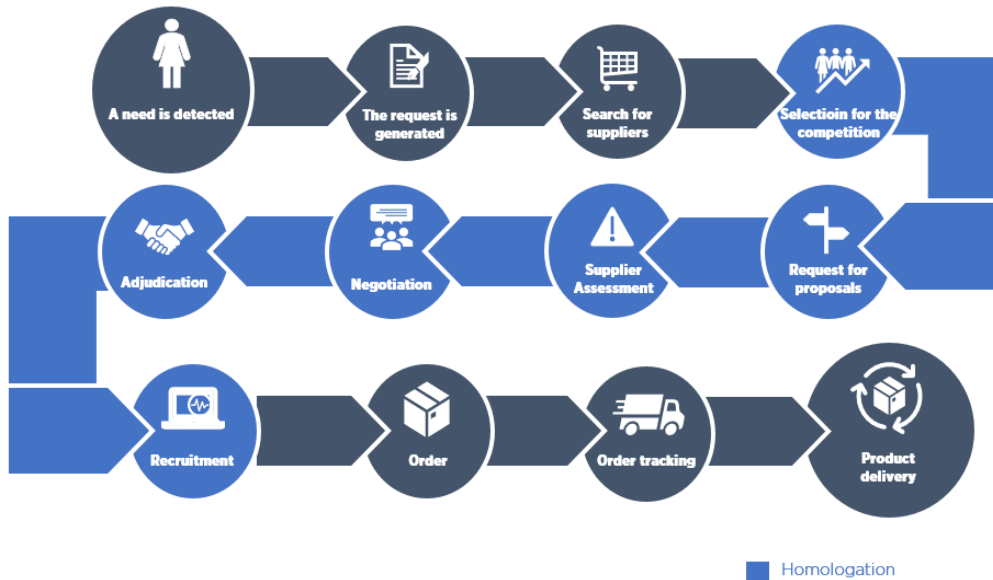 A need is detected
The request is
generated
Search for
suppliers
Selectioin for the
competition
Request for
proposals
Supplier
Assessment
Negotiation
Adjudication
Recruitment
Order
Order tracking
Product
delivery
Homologation